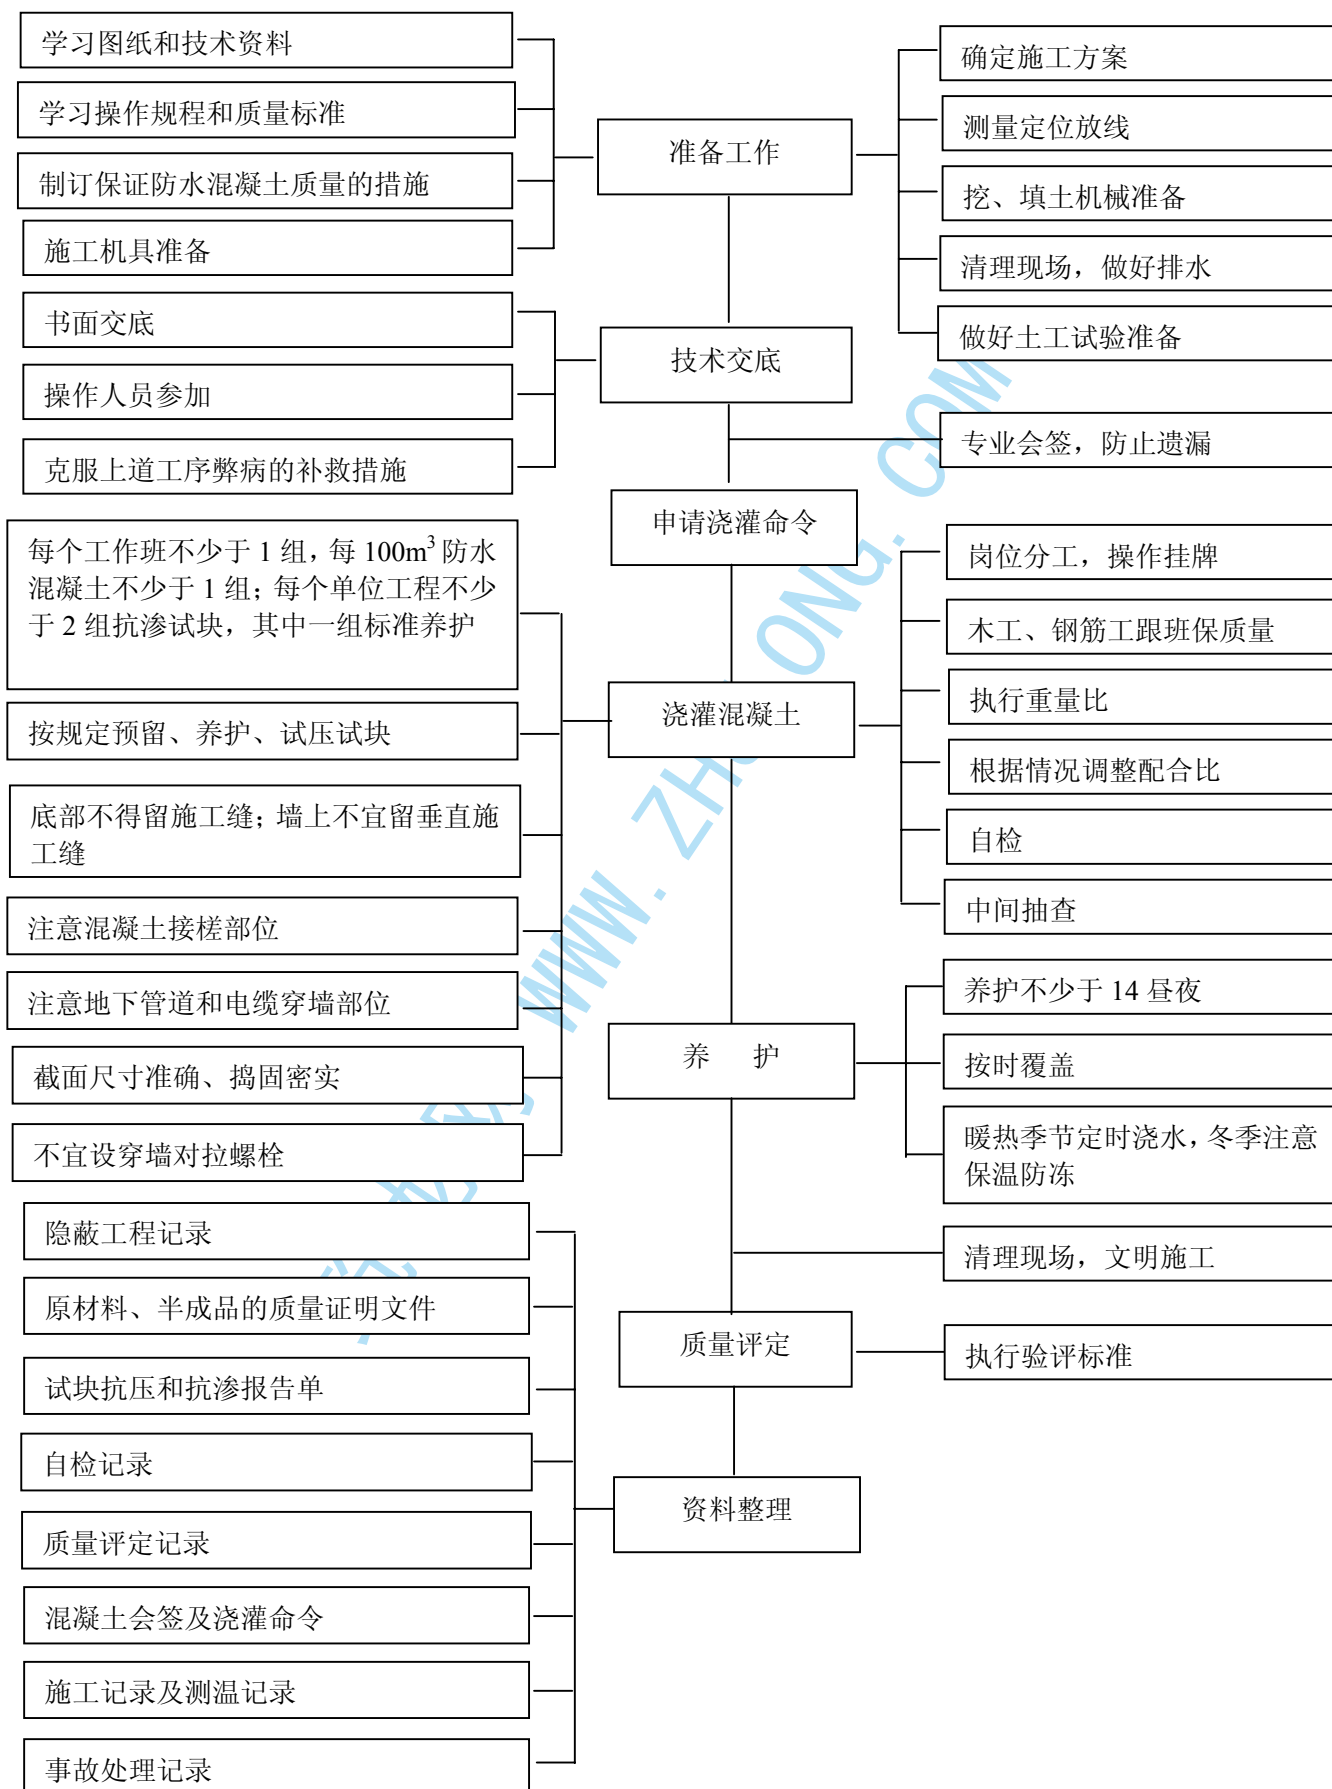 学习图纸和技术资料
学习操作规程和质量标准
制订保证防水混凝土质量的措施
施工机具准备
准备工作
确定施工方案
测量定位放线
挖、填土机械准备
清理现场，做好排水
做好土工试验准备
书面交底
操作人员参加
克服上道工序弊病的补救措施
技术交底
专业会签，防止遗漏
申请浇灌命令
每个工作班不少于 1 组，每 100m³ 防水
混凝土不少于 1 组；每个单位工程不少
于 2 组抗渗试块，其中一组标准养护
按规定预留、养护、试压试块
底部不得留施工缝；墙上不宜留垂直施
工缝
注意混凝土接槎部位
注意地下管道和电缆穿墙部位
截面尺寸准确、捣固密实
不宜设穿墙对拉螺栓
浇灌混凝土
岗位分工，操作挂牌
木工、钢筋工跟班保质量
执行重量比
根据情况调整配合比
自检
中间抽查
养 护
养护不少于 14 昼夜
按时覆盖
暖热季节定时浇水，冬季注意
保温防冻
清理现场，文明施工
质量评定
执行验评标准
隐蔽工程记录
原材料、半成品的质量证明文件
试块抗压和抗渗报告单
自检记录
质量评定记录
混凝土会签及浇灌命令
施工记录及测温记录
事故处理记录
资料整理